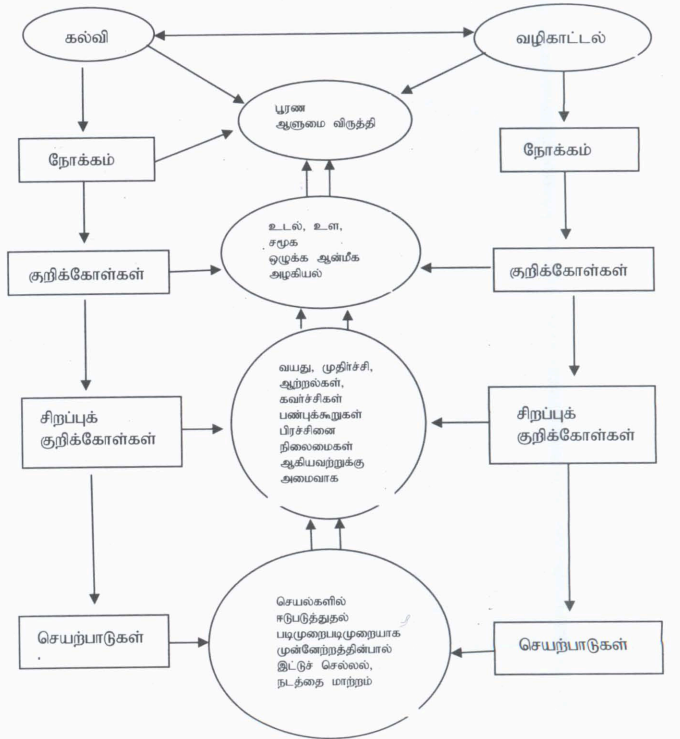 கல்வி
வழிகாட்டல்
பூரண
ஆளுமை விருத்தி
நோக்கம்
நோக்கம்
உடல், உள,
சமூக
ஒழுக்க ஆன்மீக
அழகியல்
குறிக்கோள்கள்
குறிக்கோள்கள்
வயது, முதிர்ச்சி,
ஆற்றல்கள்,
கவர்ச்சிகள்
பண்புக்கூறுகள்
பிரச்சினை
நிலைமைகள்
ஆகியவற்றுக்கு
அமைவாக
சிறப்புக்
குறிக்கோள்கள்
சிறப்புக்
குறிக்கோள்கள்
செயல்களில்
ஈடுபடுத்துதல்
படிமுறைபடிமுறையாக
முன்னேற்றத்தின்பால்
இட்டுச் செல்லல்,
நடத்தை மாற்றம்
செயற்பாடுகள்
செய்ற்பாடுகள்